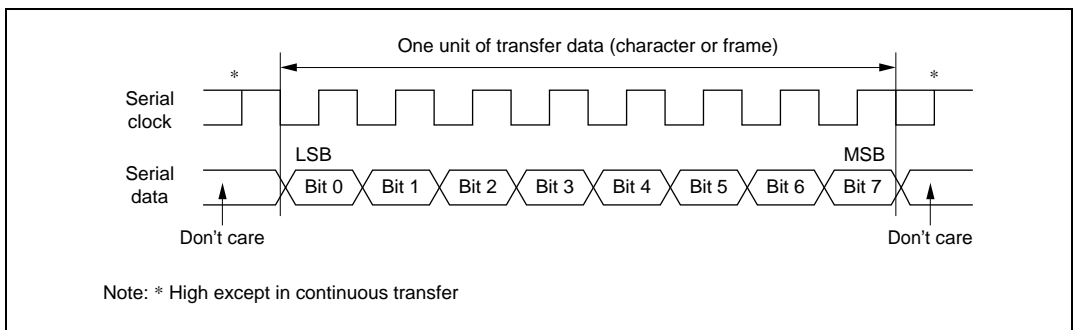 One unit of transfer data (character or frame)
* *
Serial clock
LSB MSB
Serial data
Bit 0 Bit 1 Bit 2 Bit 3 Bit 4 Bit 5 Bit 6 Bit 7
Don't care Don't care
Note: * High except in continuous transfer